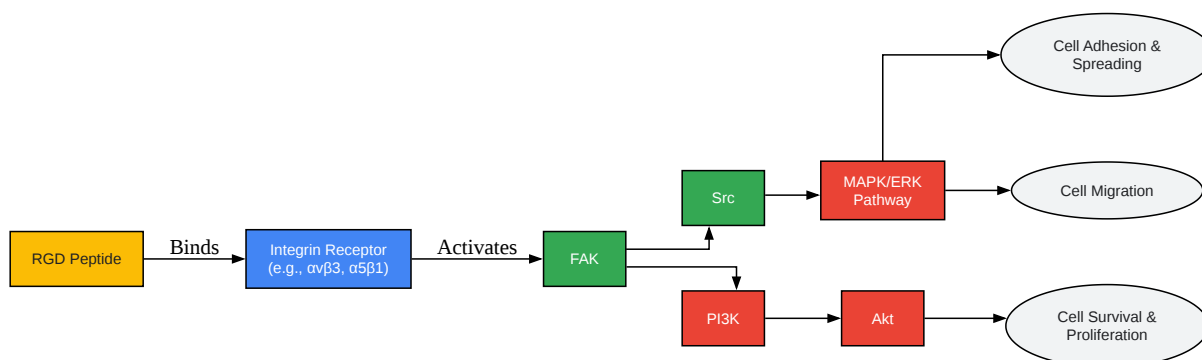 RGD Peptide
Binds
Integrin Receptor
(e.g., αvβ3, α5β1)
Activates
FAK
Src
MAPK/ERK
Pathway
Cell Adhesion &
Spreading
Cell Migration
PI3K
Akt
Cell Survival &
Proliferation